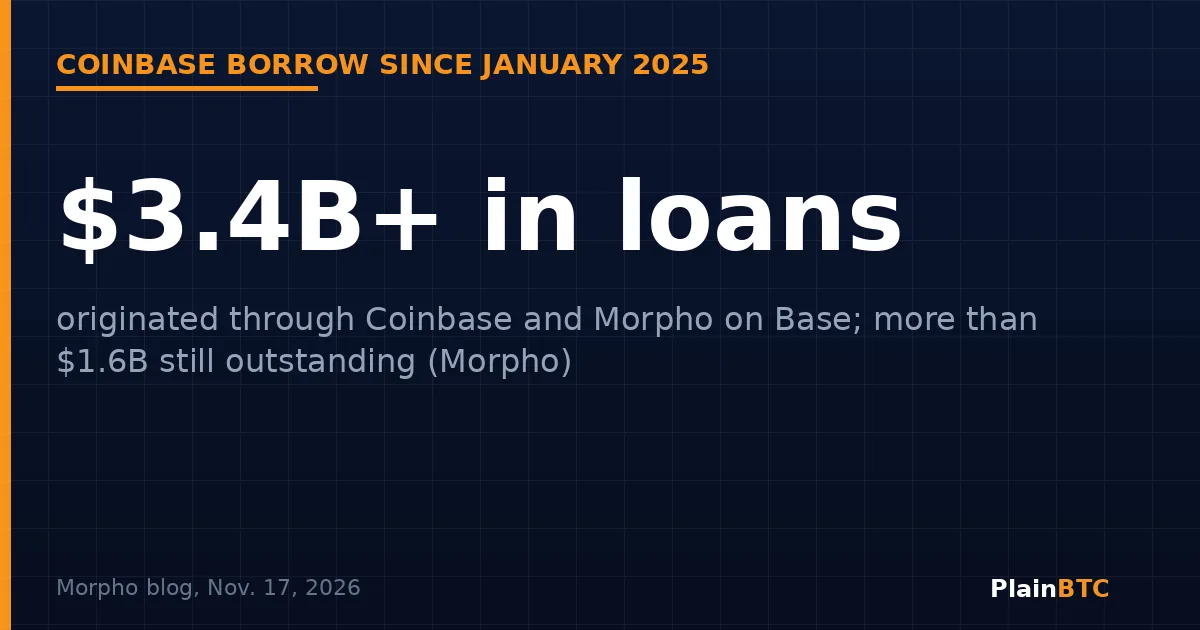 COINBASE BORROW SINCE JANUARY 2025
$3.4B+ in loans
originated through Coinbase and Morpho on Base; more than
$1.6B still outstanding (Morpho)
Morpho blog, Nov. 17, 2026
PlainBTC